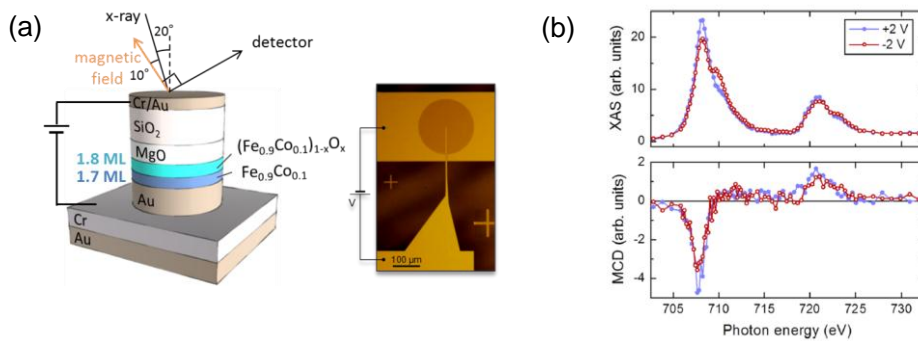 (a)
x-ray
20°
magnetic
field
10°
detector
Cr/Au
SiO₂
MgO
1.8 ML
(Fe₀.₉Co₀.₁)₁₋ₓOₓ
1.7 ML
Fe₀.₉Co₀.₁
Au
Cr
Au
V
100 μm
(b)
+2 V
-2 V
XAS (arb. units)
20
10
0
MCD (arb. units)
2
0
-2
-4
705 710 715 720 725 730
Photon energy (eV)